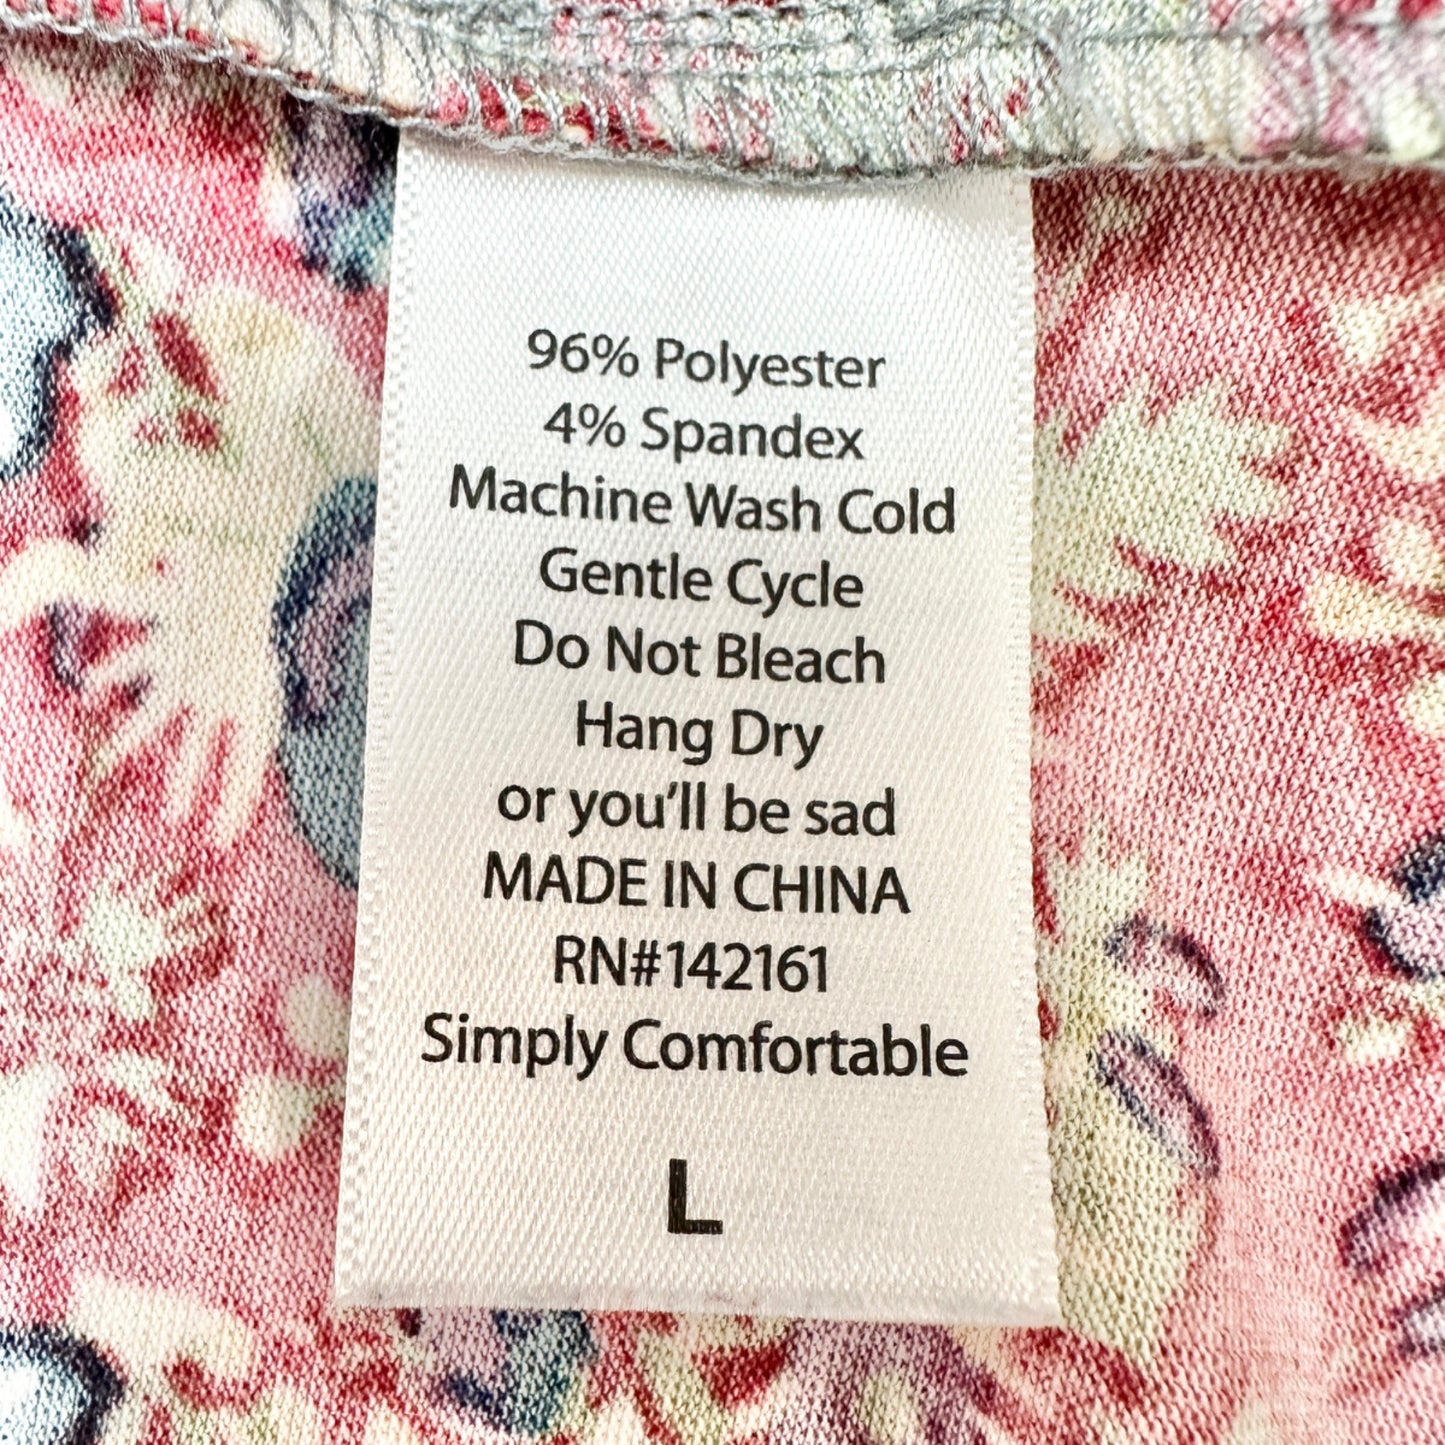 96% Polyester
4% Spandex
Machine Wash Cold
Gentle Cycle
Do Not Bleach
Hang Dry
or you’ll be sad
MADE IN CHINA
RN#142161
Simply Comfortable
L